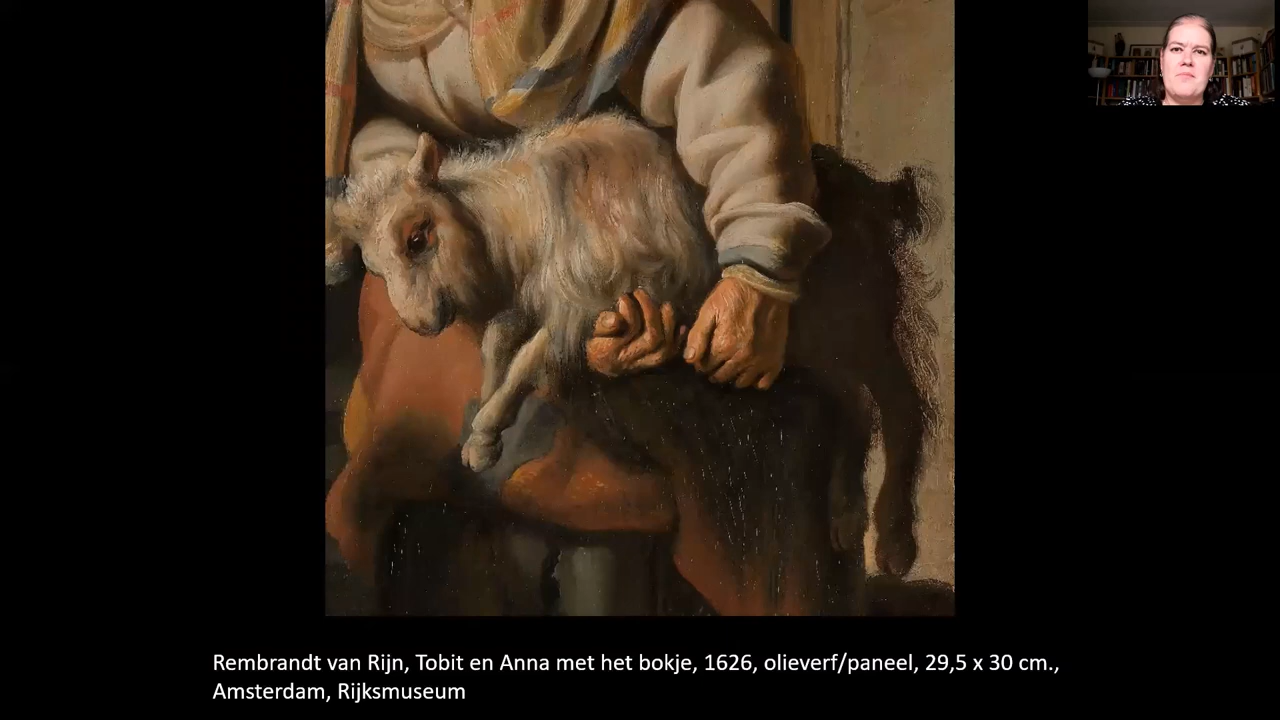 Rembrandt van Rijn, Tobit en Anna met het bokje, 1626, olieverf/paneel, 29,5 x 30 cm.,
Amsterdam, Rijksmuseum